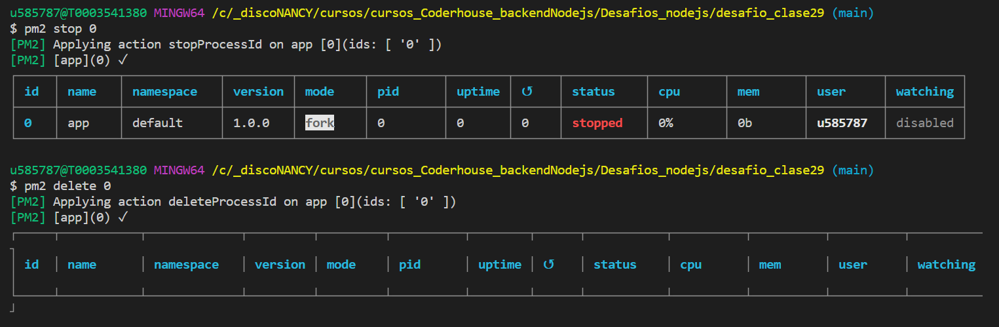 u585787@T0003541380 MINGW64 /c/_discoNANCY/cursos/cursos_Coderhouse_backendNodejs/Desafios_nodejs/desafio_clase29 (main)
$ pm2 stop 0
[PM2] Applying action stopProcessId on app [0](ids: [ '0' ])
[PM2] [app](0) ✓
id name namespace version mode pid uptime ↺ status cpu mem user watching
0 app default 1.0.0 fork 0 0 0 stopped 0% 0b u585787 disabled
u585787@T0003541380 MINGW64 /c/_discoNANCY/cursos/cursos_Coderhouse_backendNodejs/Desafios_nodejs/desafio_clase29 (main)
$ pm2 delete 0
[PM2] Applying action deleteProcessId on app [0](ids: [ '0' ])
[PM2] [app](0) ✓
id name namespace version mode pid uptime ↺ status cpu mem user watching